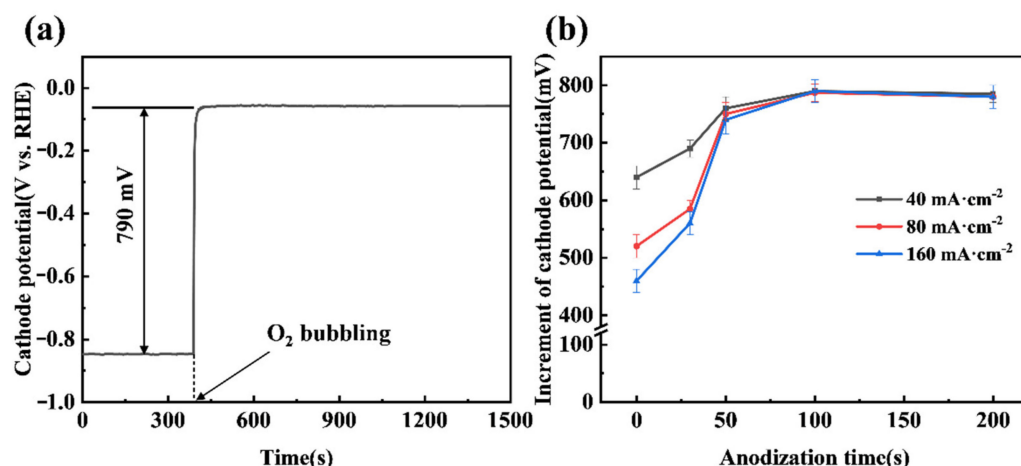 (a)
Cathode potential(V vs. RHE)
0.0
−0.2
−0.4
−0.6
−0.8
−1.0
790 mV
O₂ bubbling
0
300
600
900
1200
1500
Time(s)
(b)
Increment of cathode potential(mV)
800
700
600
500
400
100
0
40 mA·cm⁻²
80 mA·cm⁻²
160 mA·cm⁻²
0
50
100
150
200
Anodization time(s)